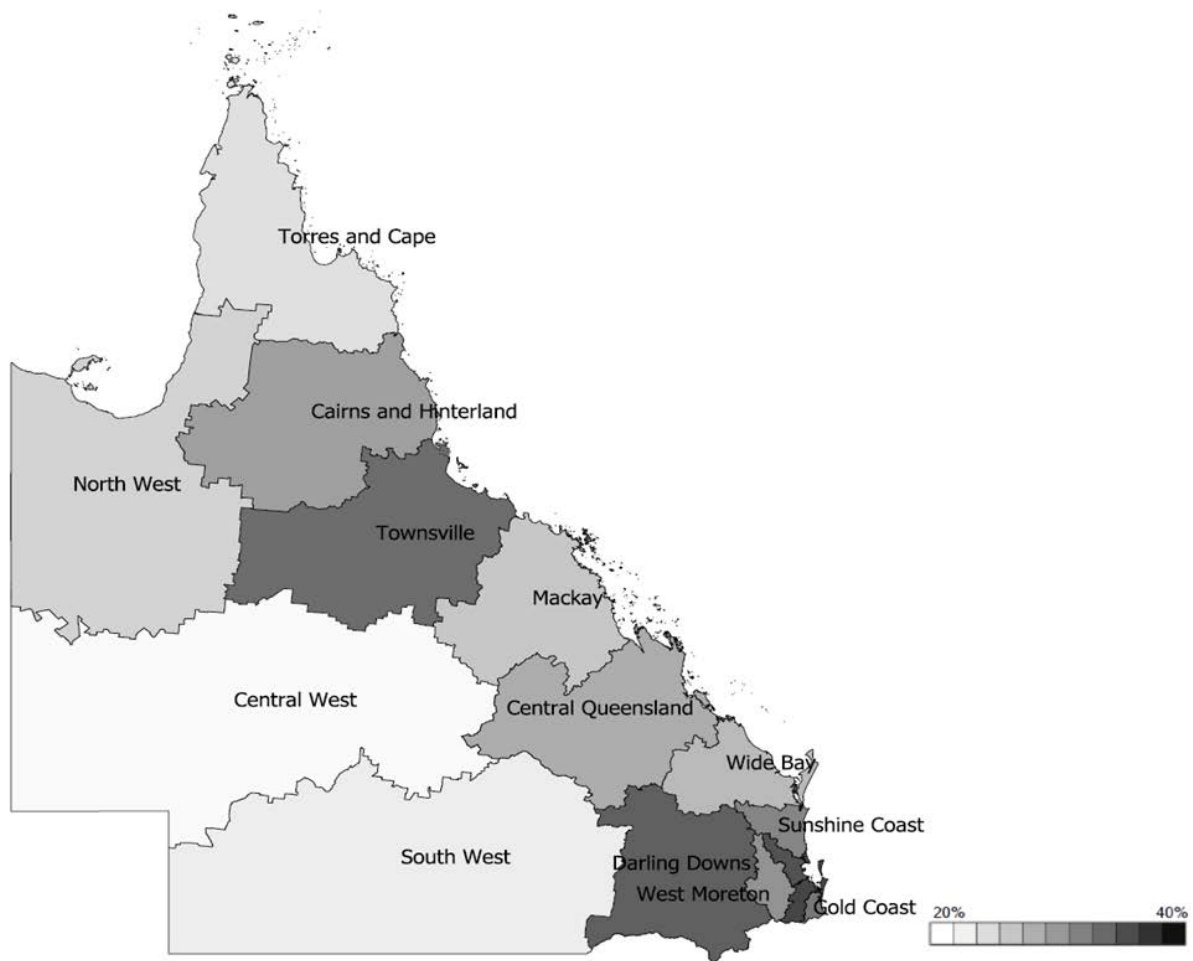 Torres and Cape
Cairns and Hinterland
North West
Townsville
Mackay
Central West
Central Queensland
Wide Bay
Sunshine Coast
South West
Darling Downs
West Moreton
Gold Coast
20% 40%